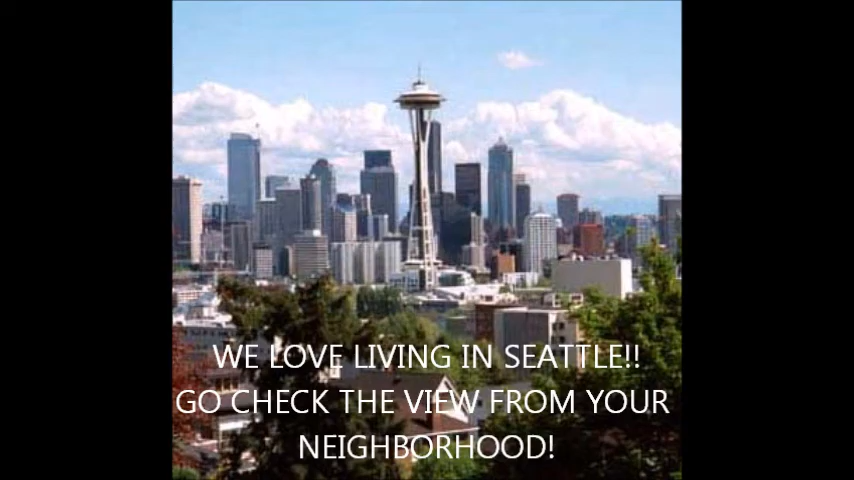 WE LOVE LIVING IN SEATTLE!!
GO CHECK THE VIEW FROM YOUR
NEIGHBORHOOD!